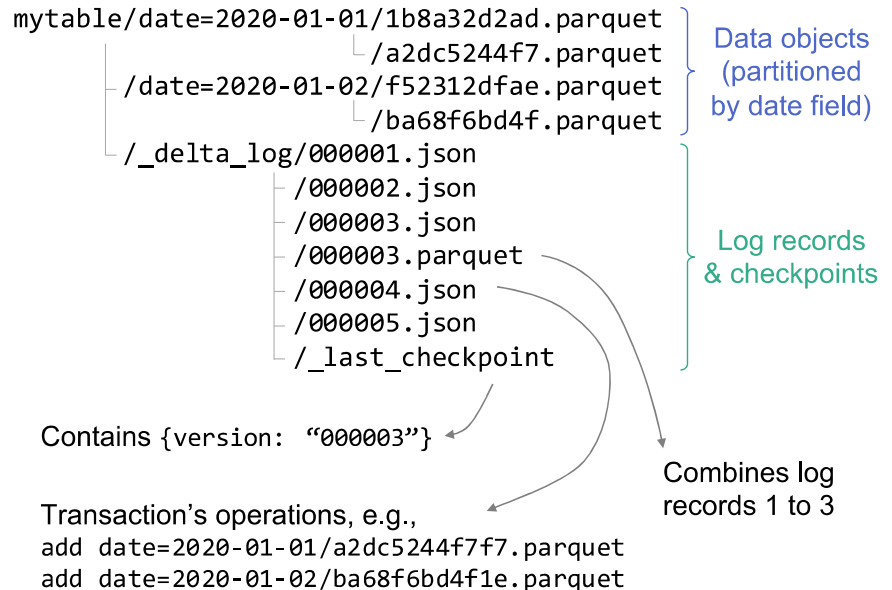 mytable/date=2020-01-01/1b8a32d2ad.parquet
/a2dc5244f7.parquet
/date=2020-01-02/f52312dfae.parquet
/ba68f6bd4f.parquet
/_delta_log/000001.json
/000002.json
/000003.json
/000003.parquet
/000004.json
/000005.json
/_last_checkpoint
Data objects
(partitioned
by date field)
Log records
& checkpoints
Contains {version: “000003”}
Combines log
records 1 to 3
Transaction’s operations, e.g.,
add date=2020-01-01/a2dc5244f7f7.parquet
add date=2020-01-02/ba68f6bd4f1e.parquet